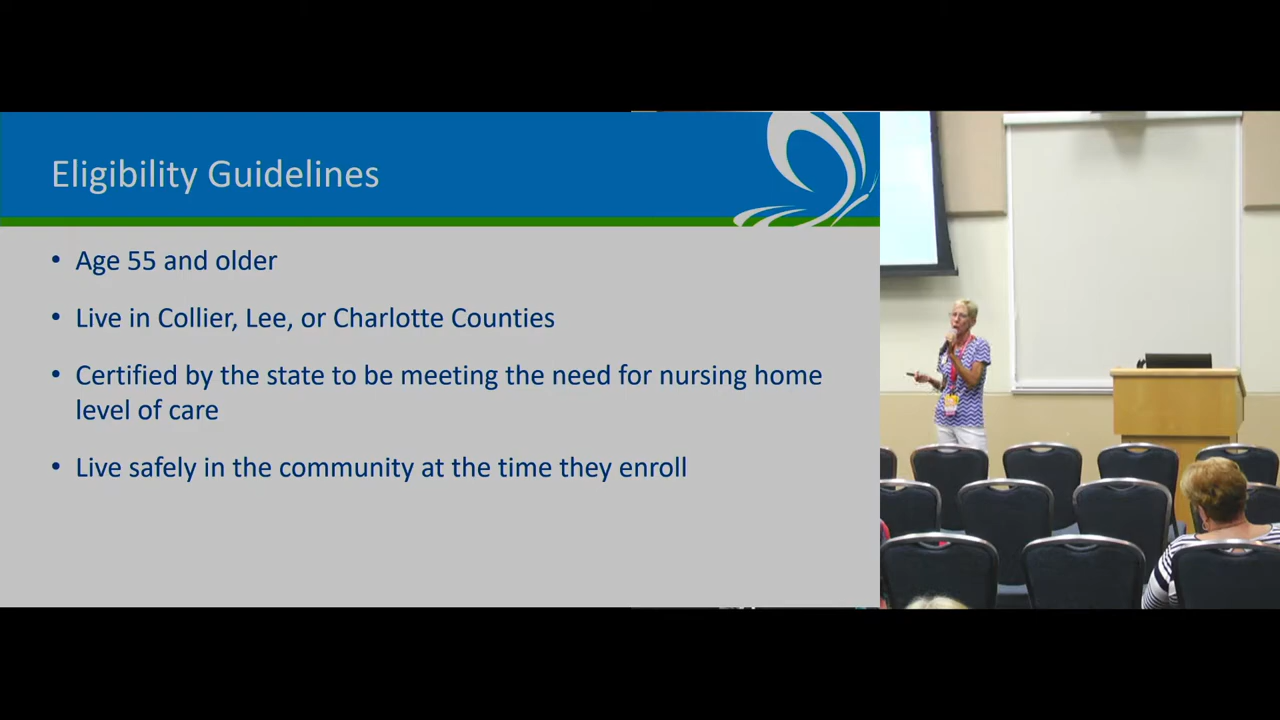 Eligibility Guidelines
• Age 55 and older
• Live in Collier, Lee, or Charlotte Counties
• Certified by the state to be meeting the need for nursing home
level of care
• Live safely in the community at the time they enroll